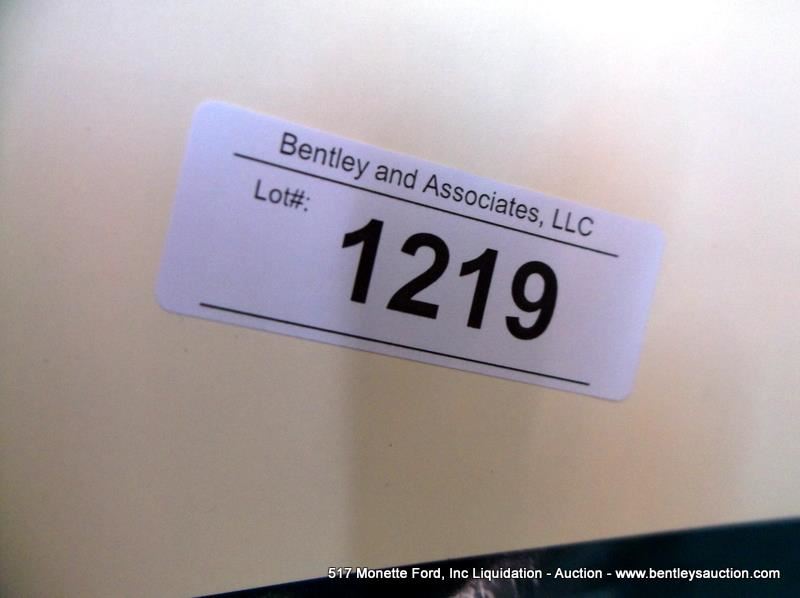 Bentley and Associates, LLC
Lot#:
1219
517 Monette Ford, Inc Liquidation - Auction - www.bentleysauction.com